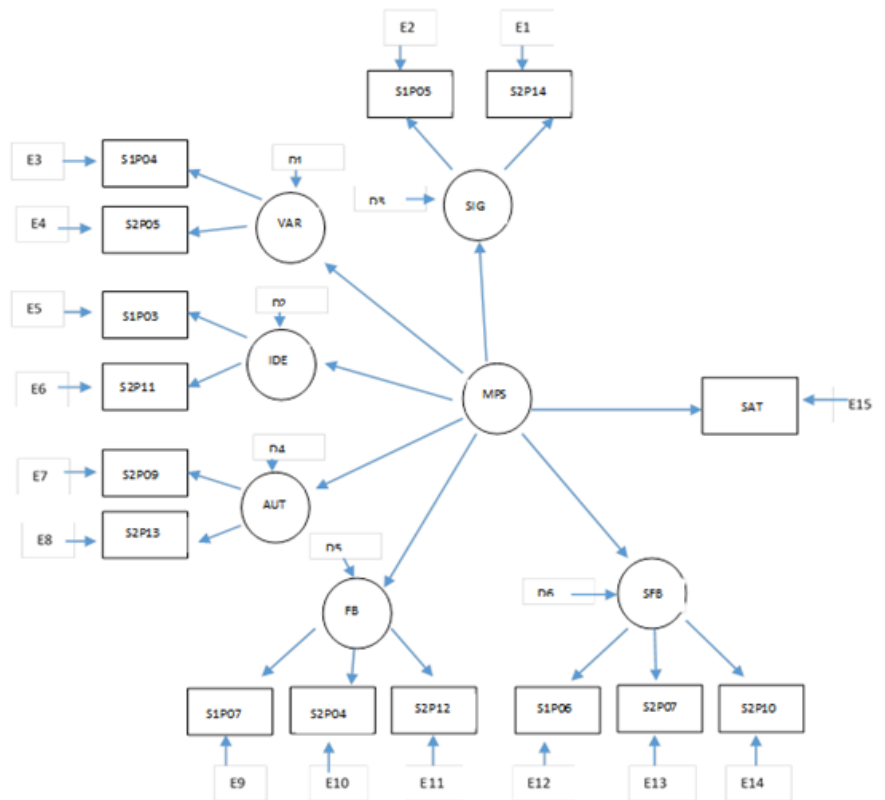 E2
E1
S1P05
S2P14
E3
S1P04
D1
D3
SIG
E4
S2P05
VAR
E5
S1P03
D2
IDE
E6
S2P11
MPS
SAT
E15
E7
S2P09
D4
AUT
E8
S2P13
D5
D6
SFB
FB
S1P07
S2P04
S2P12
S1P06
S2P07
S2P10
E9
E10
E11
E12
E13
E14